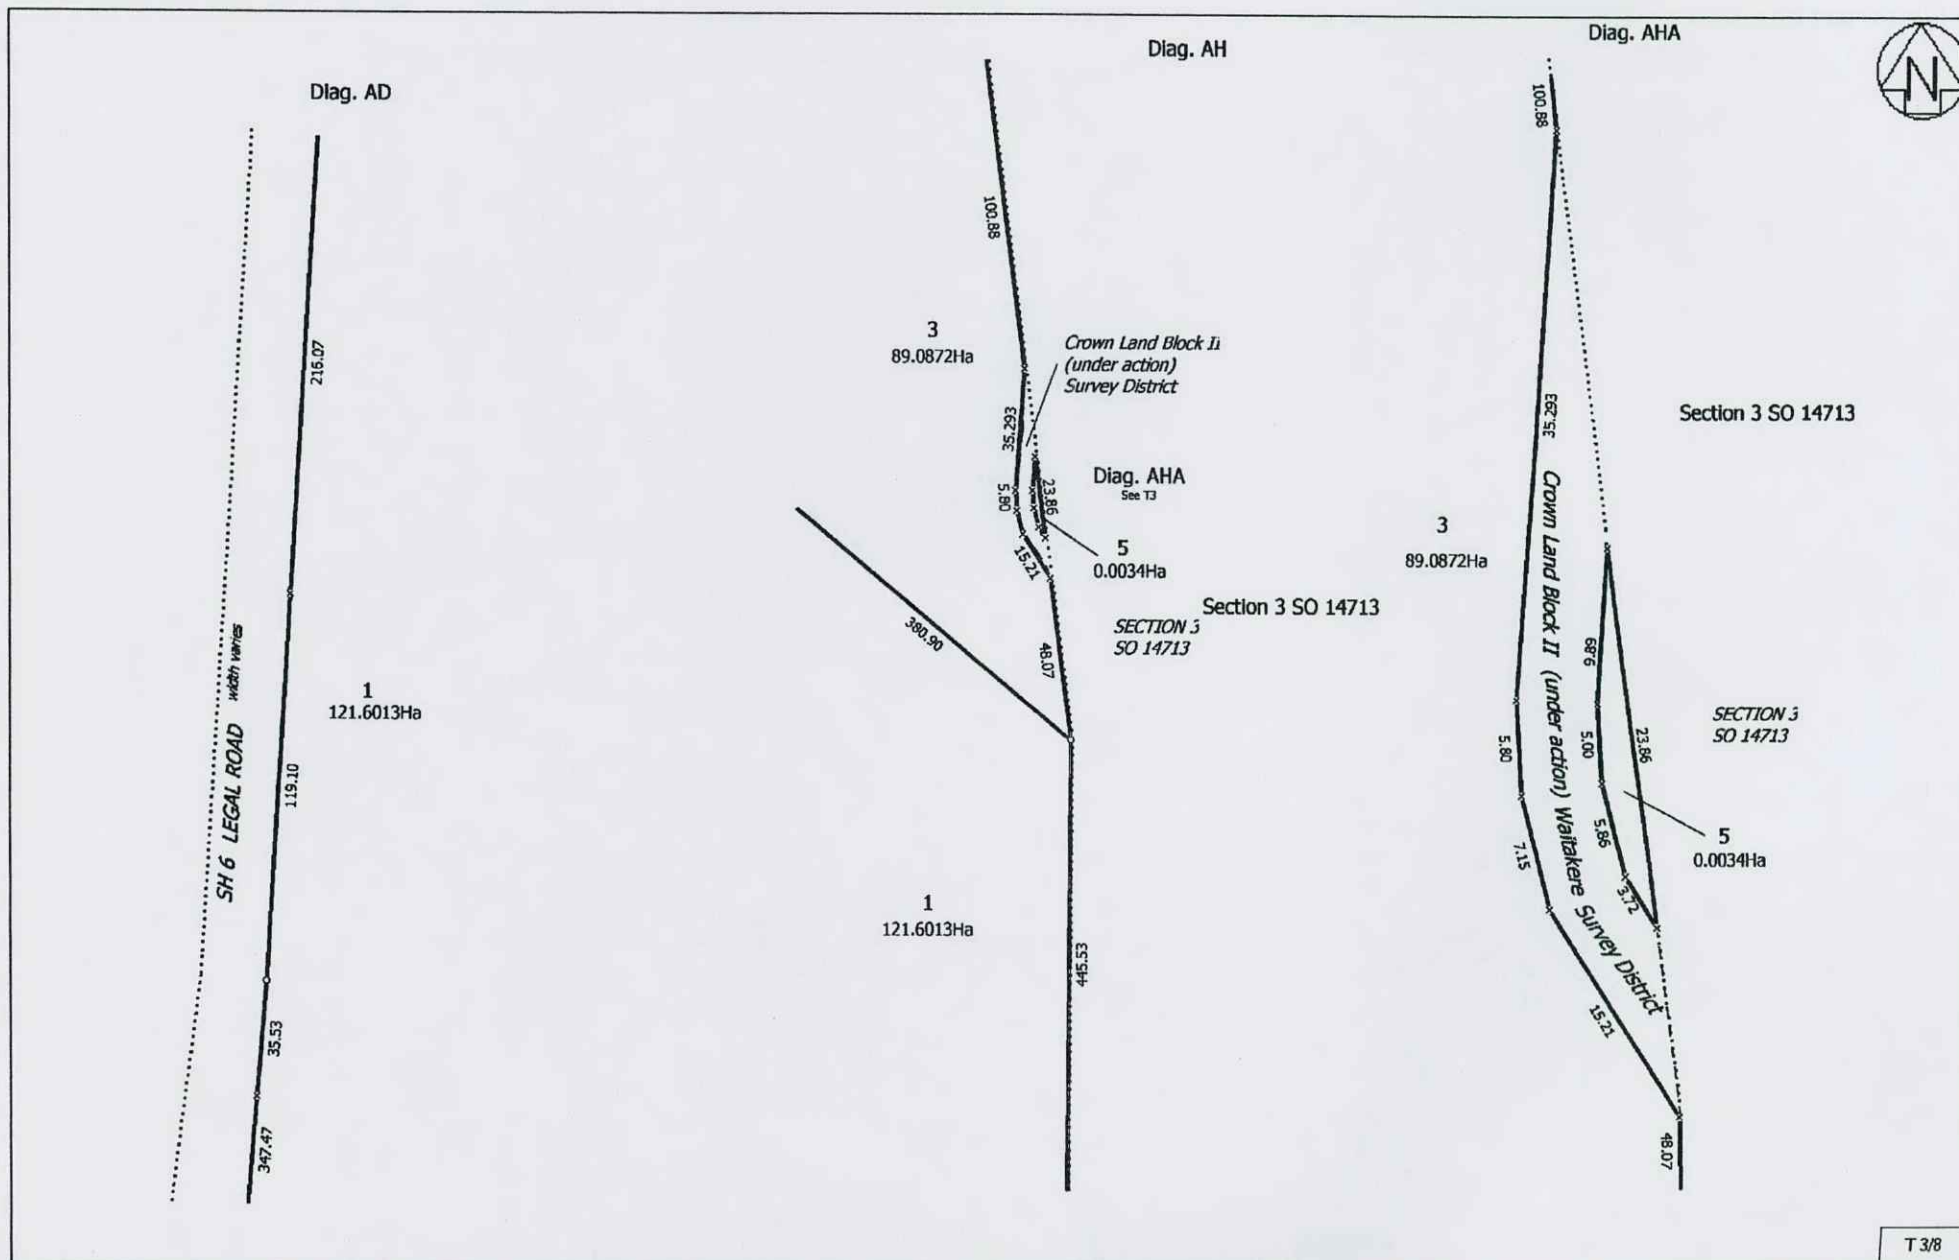 Diag. AD
216.07
SH 6 LEGAL ROAD width varies
1
121.6013Ha
119.10
35.53
347.47
Diag. AH
100.88
3
89.0872Ha
Crown Land Block II
(under action)
Survey District
35.293
5.80
23.86
Diag. AHA
See T3
15.21
5
0.0034Ha
380.90
Section 3 SO 14713
SECTION 3
SO 14713
48.07
1
121.6013Ha
445.53
Diag. AHA
N
100.88
35.293
Section 3 SO 14713
3
89.0872Ha
Crown Land Block II (under action) Waitakere Survey District
9.89
5.00
23.86
SECTION 3
SO 14713
5.80
7.15
5.86
5
0.0034Ha
3.72
15.21
48.07
T 3/8